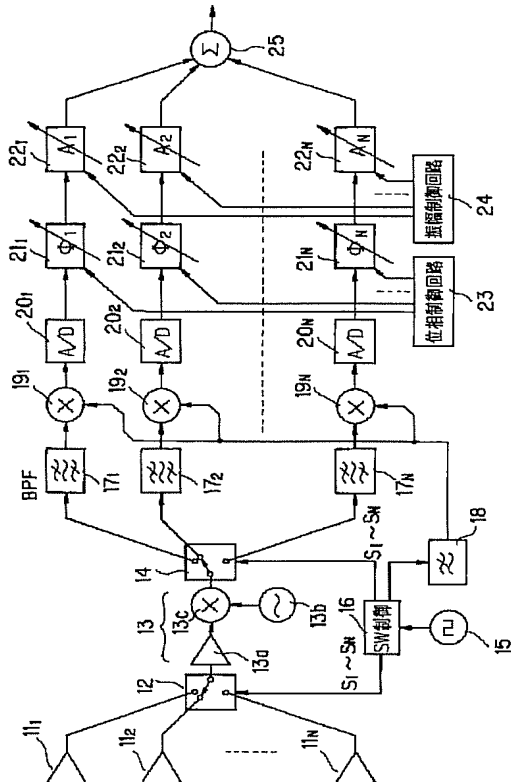 11₁
11₂
11N
12
13
13a
13b
13c
14
15
16
SW制御
S₁～SN
S₁～SN
18
BPF
17₁
17₂
17N
19₁
19₂
19N
20₁
A/D
20₂
A/D
20N
A/D
21₁
Φ1
21₂
Φ2
21N
ΦN
22₁
A1
22₂
A2
22N
AN
位相制御回路
23
振幅制御回路
24
Σ
25